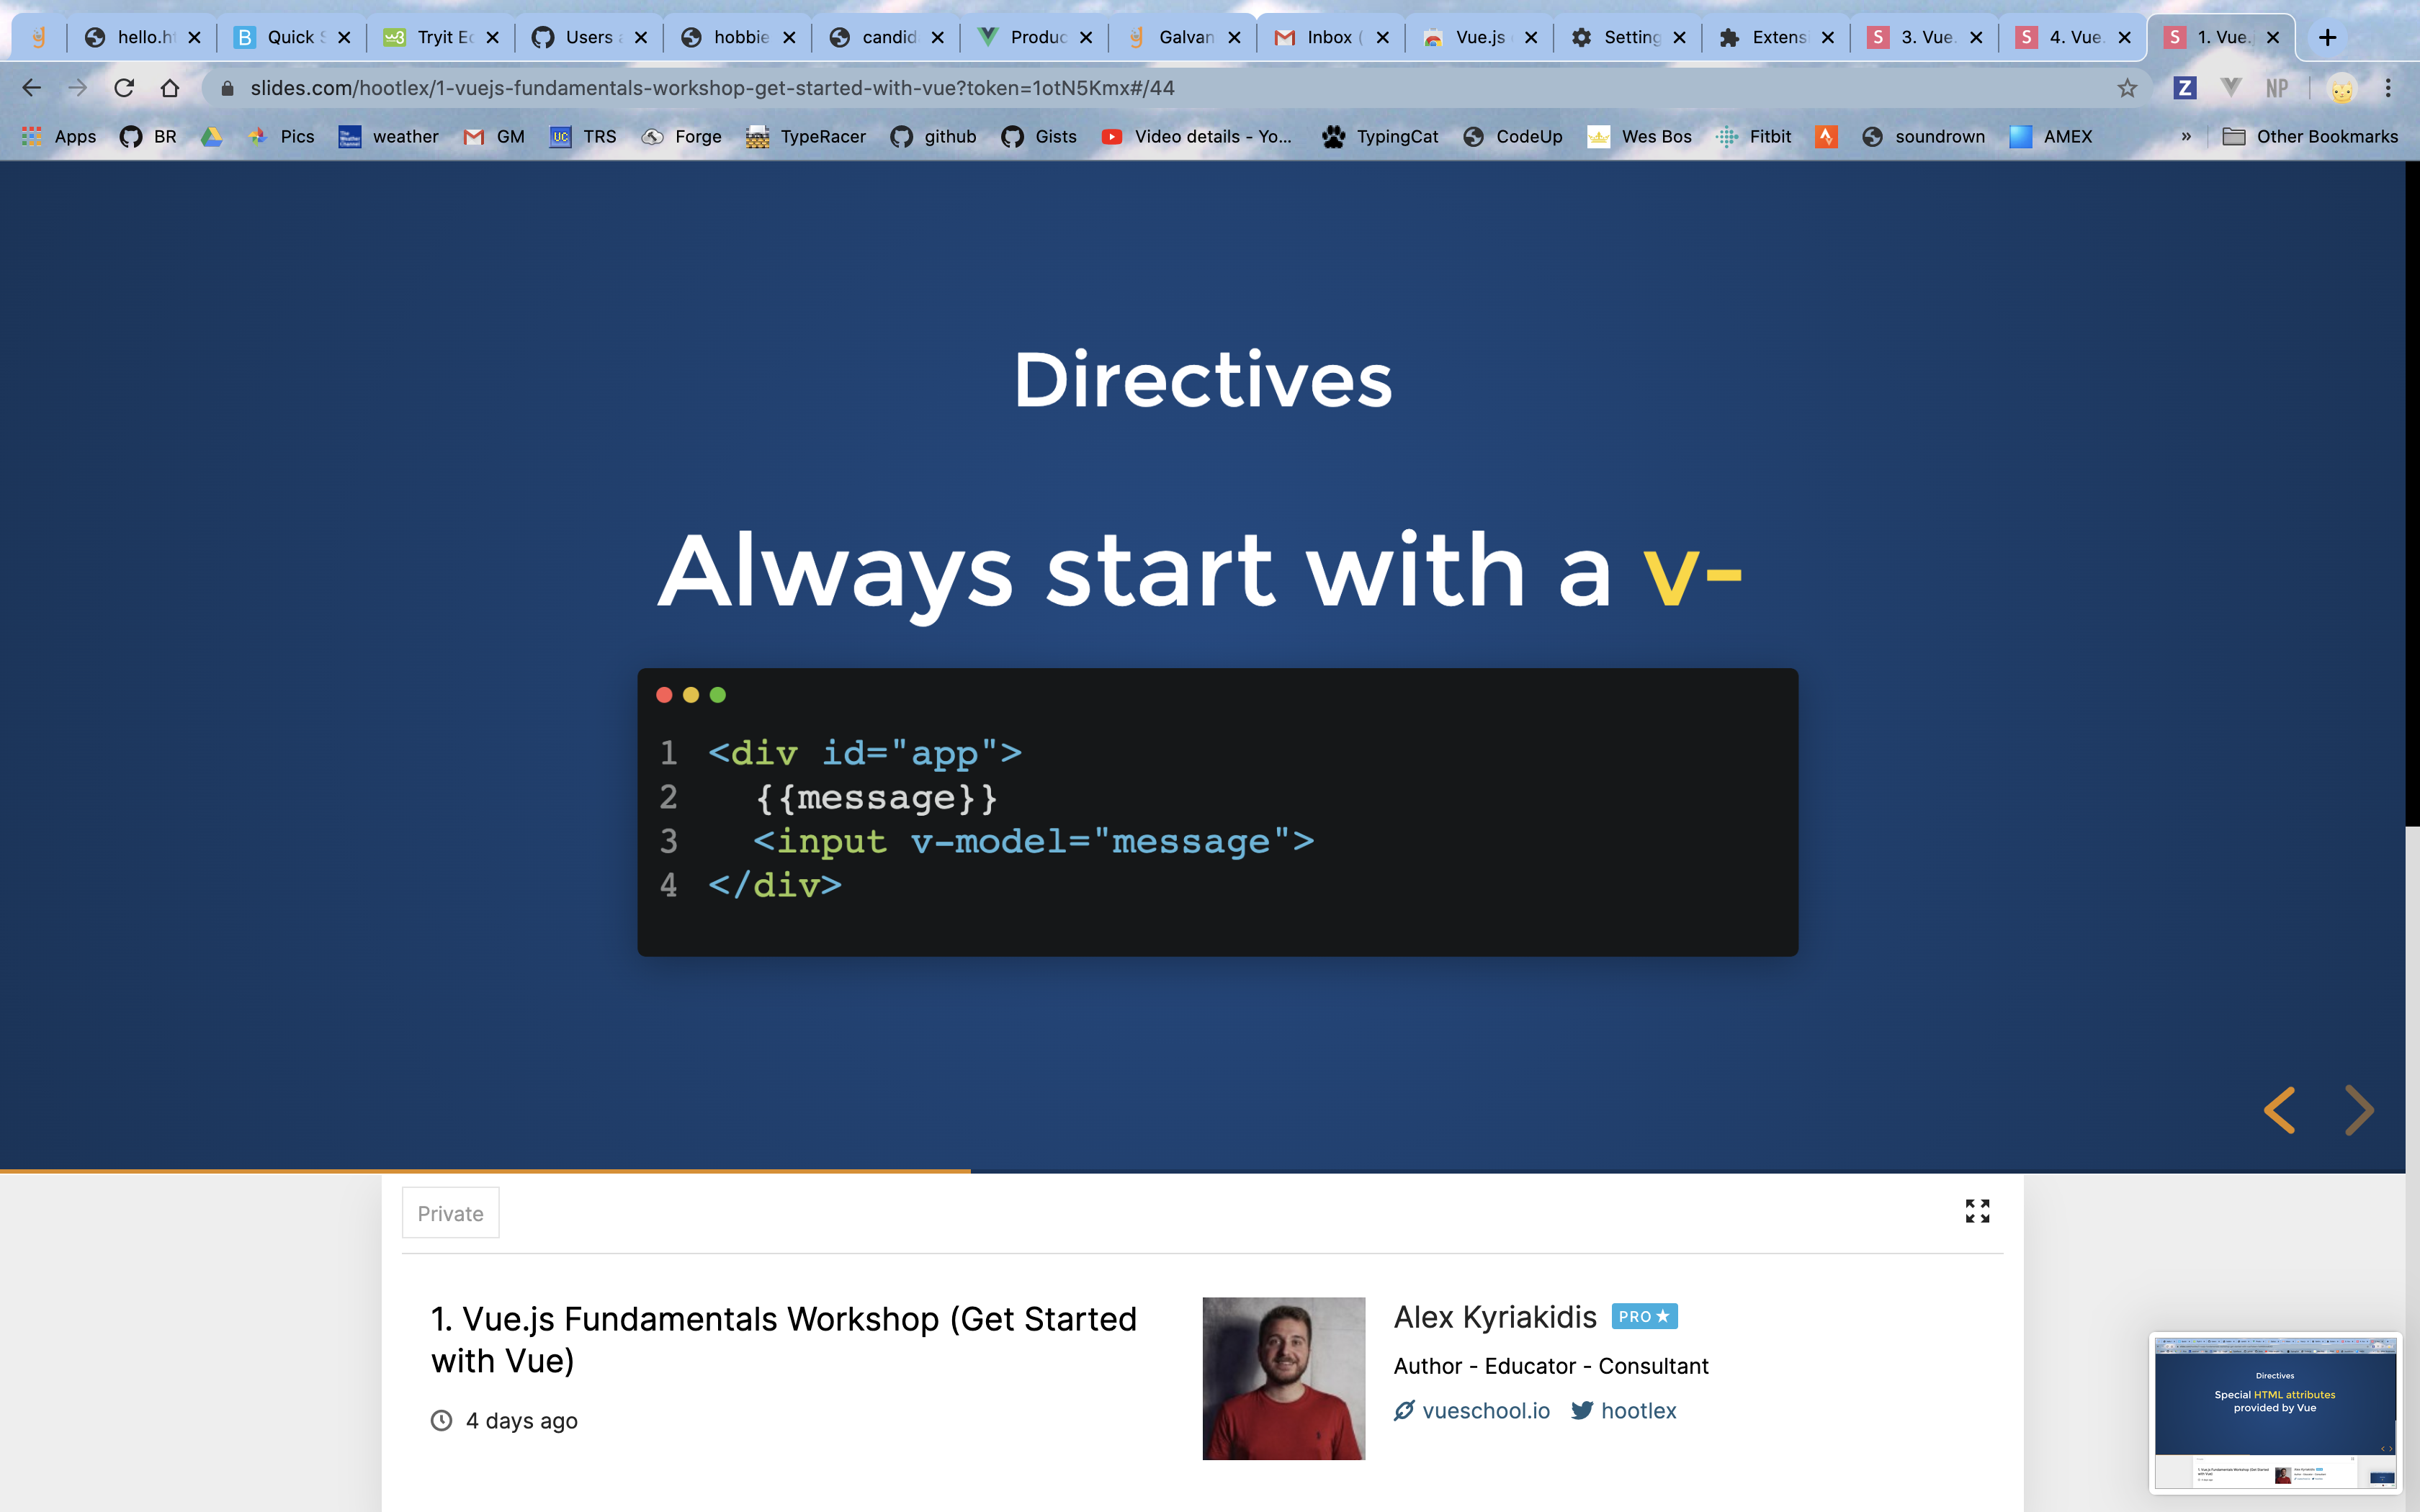 hello.ht
Quick S
Tryit Ed
Users a
hobbie
candid
Produc
Galvan
Inbox (
Vue.js
Setting
Extensi
3. Vue.
4. Vue.
1. Vue.
slides.com/hootlex/1-vuejs-fundamentals-workshop-get-started-with-vue?token=1otN5Kmx#/44
Z
NP
Apps
BR
Pics
weather
GM
TRS
Forge
TypeRacer
github
Gists
Video details - Yo...
TypingCat
CodeUp
Wes Bos
Fitbit
soundrown
AMEX
»
Other Bookmarks
Directives
Always start with a v-
1 <div id="app">
2 {{message}}
3 <input v-model="message">
4 </div>
Private
1. Vue.js Fundamentals Workshop (Get Started
with Vue)
4 days ago
Alex Kyriakidis PRO
Author - Educator - Consultant
vueschool.io hootlex
Directives
Special HTML attributes
provided by Vue